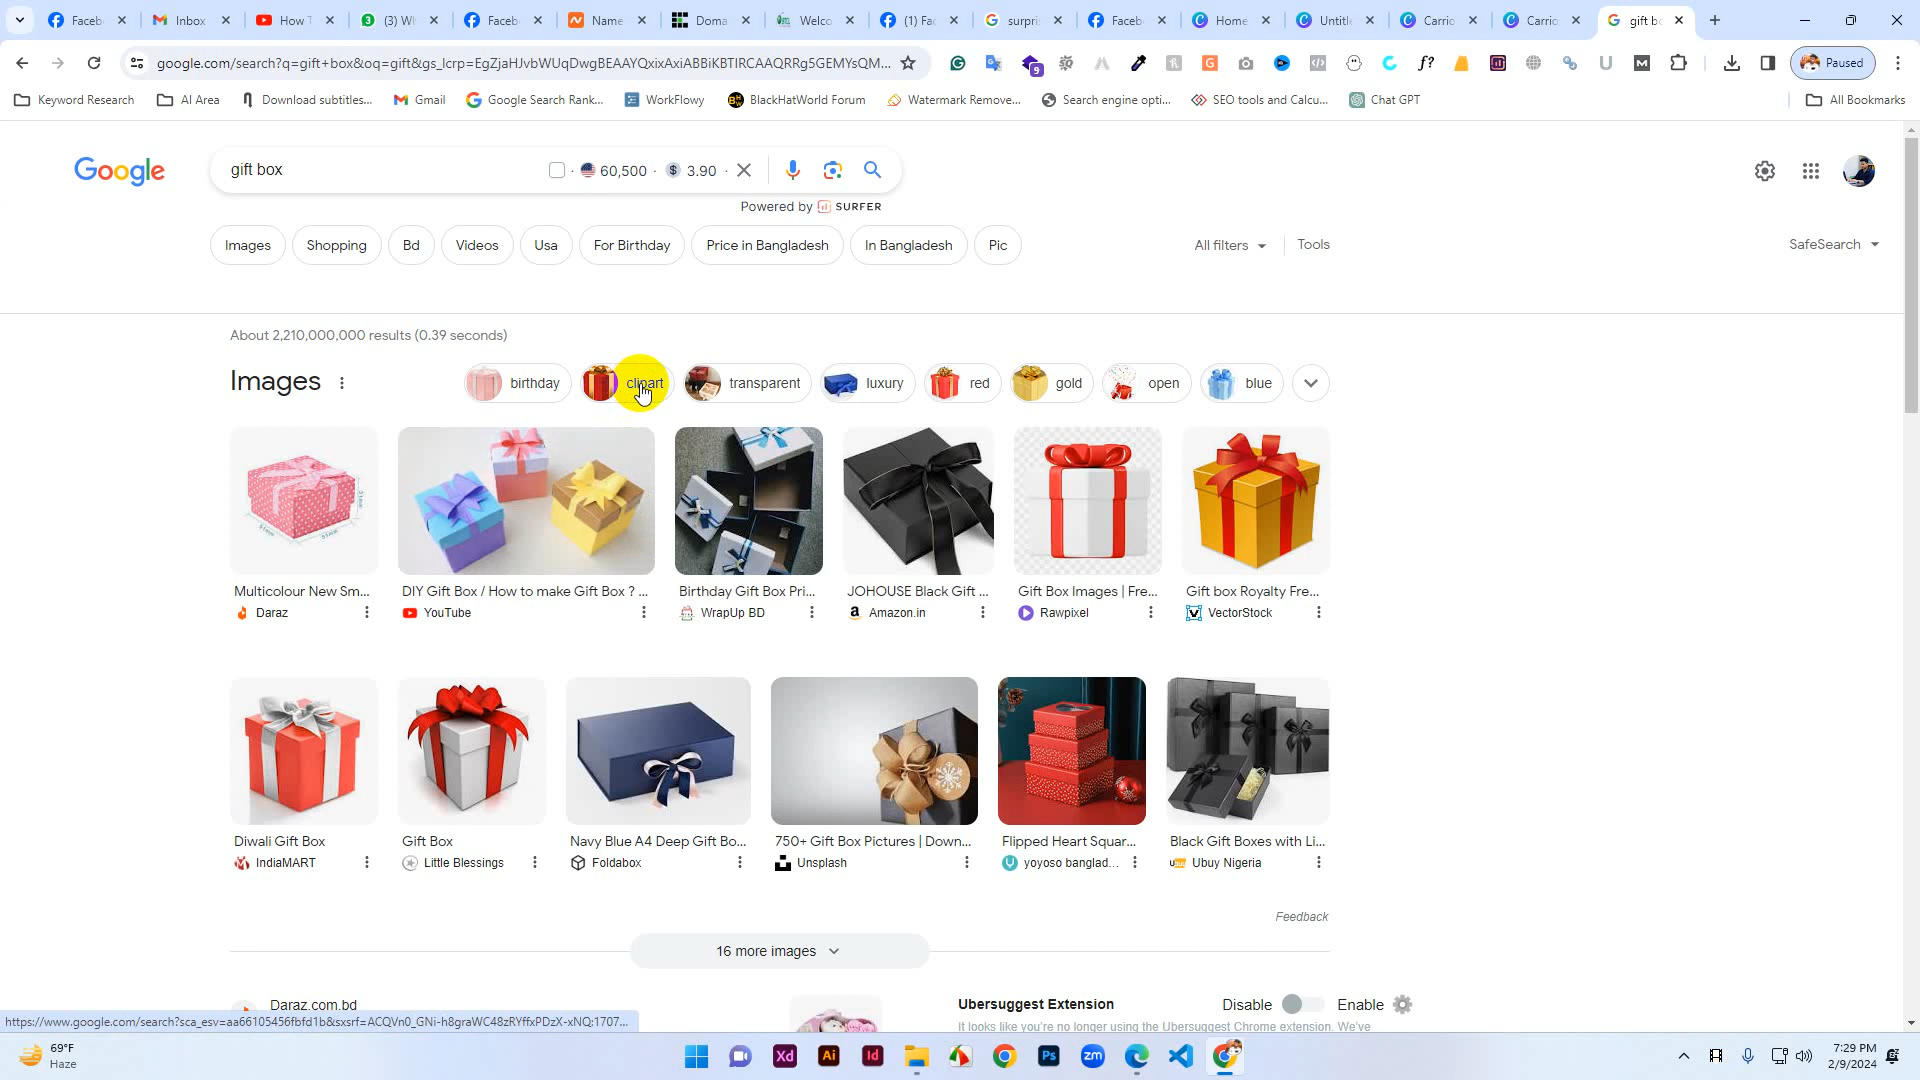 Faceb
Inbox
How T
(3) Wh
Faceb
Name
Doma
Welco
(1) Fac
surpri
Faceb
Home
Untitle
Carrio
Carrio
gift bo
google.com/search?q=gift+box&oq=gift&gs_lcrp=EgZjaHJvbWUqDwgBEAAYQxixAxiABBiKBTIRCAAQRRg5GEMYsQM...
9
f?
Paused
Keyword Research
AI Area
Download subtitles...
Gmail
Google Search Rank...
WorkFlowy
BlackHatWorld Forum
Watermark Remove...
Search engine opti...
SEO tools and Calcu...
Chat GPT
All Bookmarks
Google
gift box
· 60,500 · $ 3.90 ·
Powered by SURFER
Images
Shopping
Bd
Videos
Usa
For Birthday
Price in Bangladesh
In Bangladesh
Pic
All filters
Tools
SafeSearch
About 2,210,000,000 results (0.39 seconds)
Images
birthday
clipart
transparent
luxury
red
gold
open
blue
Multicolour New Sm...
Daraz
DIY Gift Box / How to make Gift Box ? ...
YouTube
Birthday Gift Box Pri...
WrapUp BD
JOHOUSE Black Gift ...
Amazon.in
Gift Box Images | Fre...
Rawpixel
Gift box Royalty Fre...
VectorStock
Diwali Gift Box
IndiaMART
Gift Box
Little Blessings
Navy Blue A4 Deep Gift Bo...
Foldabox
750+ Gift Box Pictures | Down...
Unsplash
Flipped Heart Squar...
yoyoso banglad...
Black Gift Boxes with Li...
Ubuy Nigeria
Feedback
16 more images
Daraz.com.bd
Ubersuggest Extension
Disable
Enable
It looks like you're no longer using the Ubersuggest Chrome extension. We've
https://www.google.com/search?sca_esv=aa66105456fbfd1b&sxsrf=ACQVn0_GNi-h8graWC48zRYffxPDzX-xNQ:1707...
69°F
Haze
Xd
Ai
Id
Ps
zm
7:29 PM
2/9/2024